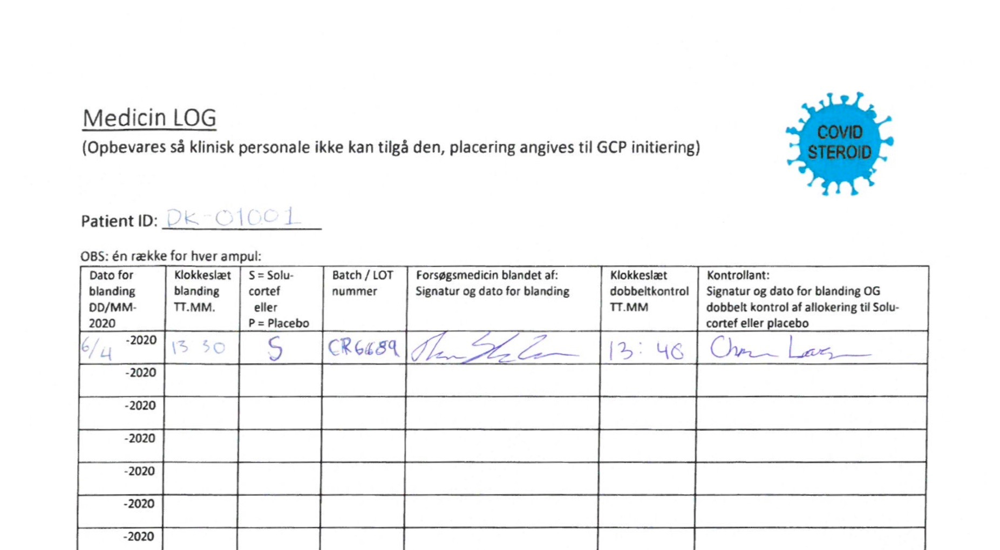 Medicin LOG
(Opbevares så klinisk personale ikke kan tilgå den, placering angives til GCP initiering)
COVID
STEROID
Patient ID: DK-01001
OBS: én række for hver ampul:
Dato for
blanding
DD/MM-
2020
Klokkeslæt
blanding
TT.MM.
S = Solu-
cortef
eller
P = Placebo
Batch / LOT
nummer
Forsøgsmedicin blandet af:
Signatur og dato for blanding
Klokkeslæt
dobbeltkontrol
TT.MM
Kontrollant:
Signatur og dato for blanding OG
dobbelt kontrol af allokering til Solu-
cortef eller placebo
6/4 -2020
13 30
S
CR6689
13:
-2020
-2020
-2020
-2020
-2020
-2020